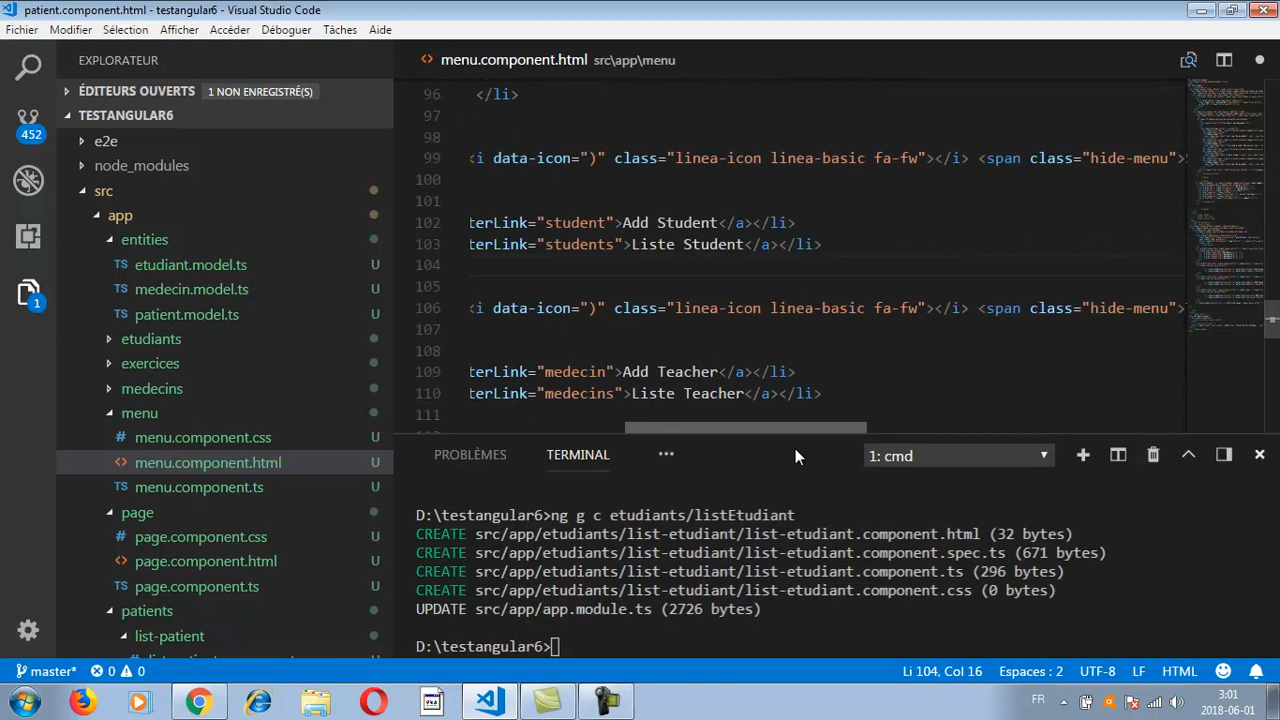 patient.component.html - testangular6 - Visual Studio Code
Fichier Modifier Sélection Afficher Accéder Déboguer Tâches Aide
EXPLORATEUR
ÉDITEURS OUVERTS 1 NON ENREGISTRÉ(S)
TESTANGULAR6
e2e
node_modules
src
app
entities
TS etudiant.model.ts U
TS medecin.model.ts U
TS patient.model.ts U
etudiants
exercices
medecins
menu
# menu.component.css U
<> menu.component.html U
TS menu.component.ts U
page
# page.component.css U
<> page.component.html U
TS page.component.ts U
patients
list-patient
452
1
<> menu.component.html src\app\menu
96 </li>
97
98
99 <i data-icon=")" class="linea-icon linea-basic fa-fw"></i> <span class="hide-menu">
100
101
102 terLink="student">Add Student</a></li>
103 terLink="students">Liste Student</a></li>
104
105
106 <i data-icon=")" class="linea-icon linea-basic fa-fw"></i> <span class="hide-menu">
107
108
109 terLink="medecin">Add Teacher</a></li>
110 terLink="medecins">Liste Teacher</a></li>
111
PROBLÈMES TERMINAL ••• 1: cmd
D:\testangular6>ng g c etudiants/listEtudiant
CREATE src/app/etudiants/list-etudiant/list-etudiant.component.html (32 bytes)
CREATE src/app/etudiants/list-etudiant/list-etudiant.component.spec.ts (671 bytes)
CREATE src/app/etudiants/list-etudiant/list-etudiant.component.ts (296 bytes)
CREATE src/app/etudiants/list-etudiant/list-etudiant.component.css (0 bytes)
UPDATE src/app/app.module.ts (2726 bytes)
D:\testangular6>
master* 0 0 Li 104, Col 16 Espaces : 2 UTF-8 LF HTML
FR 3:01
2018-06-01